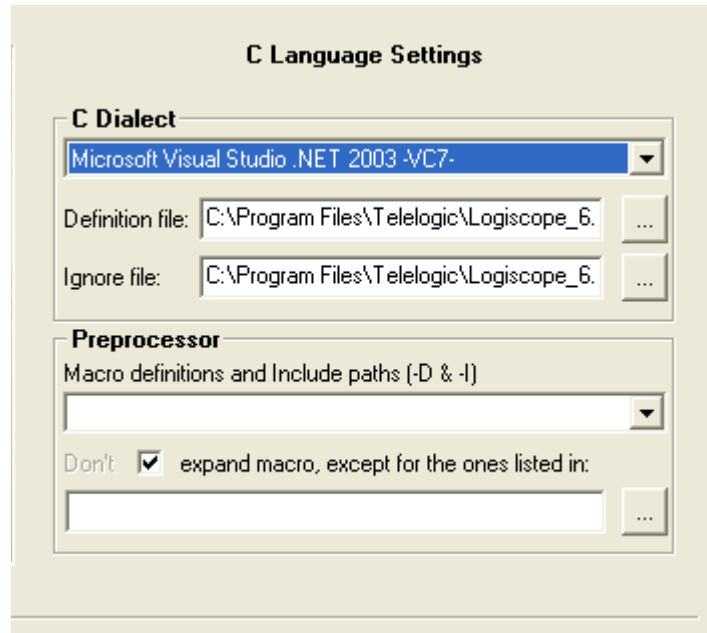 C Language Settings
C Dialect
Microsoft Visual Studio .NET 2003 -VC7-
Definition file: C:\Program Files\Telelogic\Logiscope_6. ...
Ignore file: C:\Program Files\Telelogic\Logiscope_6. ...
Preprocessor
Macro definitions and Include paths (-D & -I)
Don't expand macro, except for the ones listed in:
...